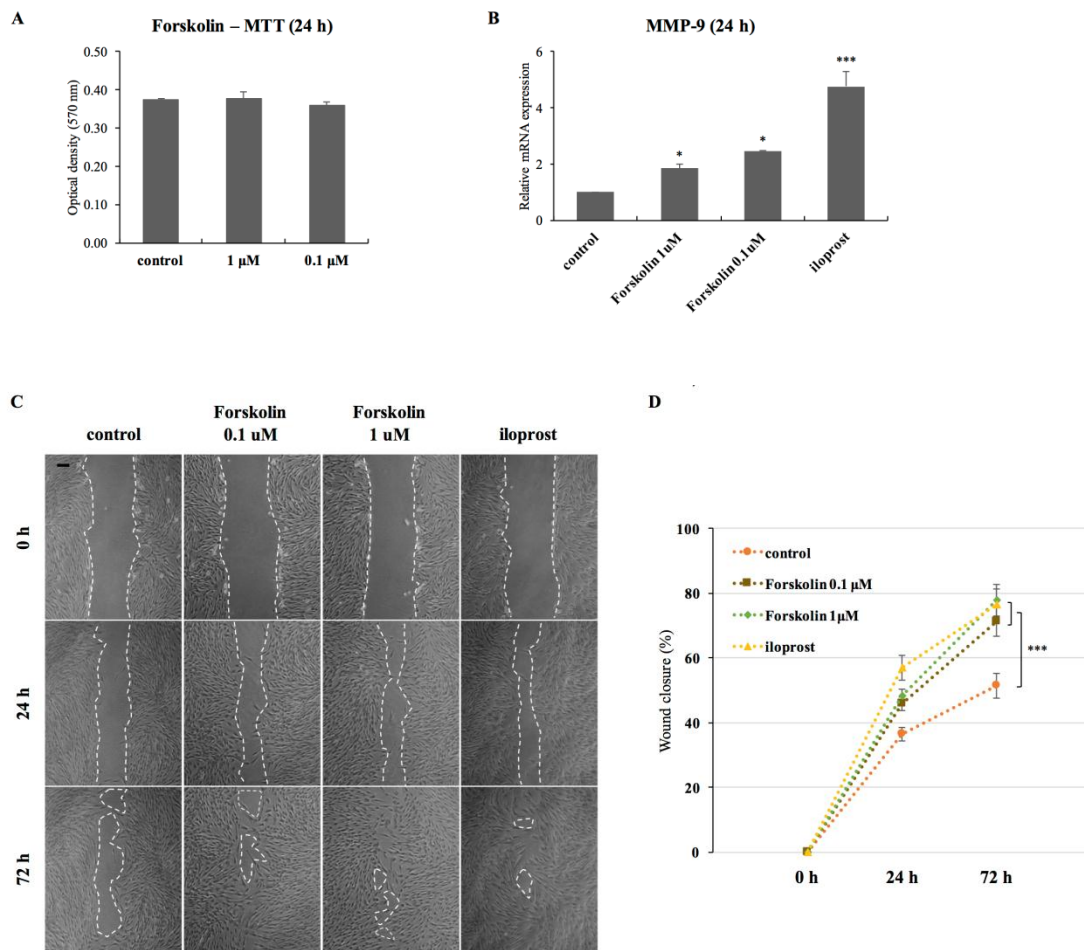 A
Forskolin – MTT (24 h)
Optical density (570 nm)
0.50
0.40
0.30
0.20
0.10
0.00
control
1 μM
0.1 μM
B
MMP-9 (24 h)
Relative mRNA expression
6
4
2
0
*
*
***
control
Forskolin 1uM
Forskolin 0.1uM
iloprost
C
control
Forskolin
0.1 uM
Forskolin
1 uM
iloprost
0 h
24 h
72 h
D
Wound closure (%)
100
80
60
40
20
0
control
Forskolin 0.1 μM
Forskolin 1μM
iloprost
***
0 h
24 h
72 h